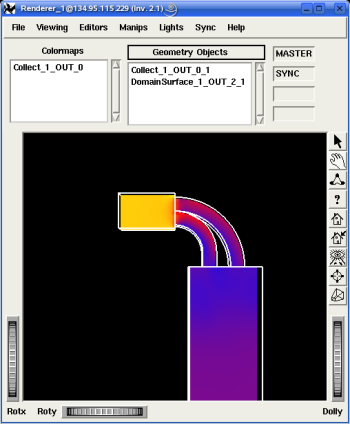 Renderer_1@134.95.115.229 (Inv. 2.1)
File Viewing Editors Manips Lights Sync Help
Colormaps
Collect_1_OUT_0
Geometry Objects
Collect_1_OUT_0_1
DomainSurface_1_OUT_2_1
MASTER
SYNC
?
Rotx Roty Dolly